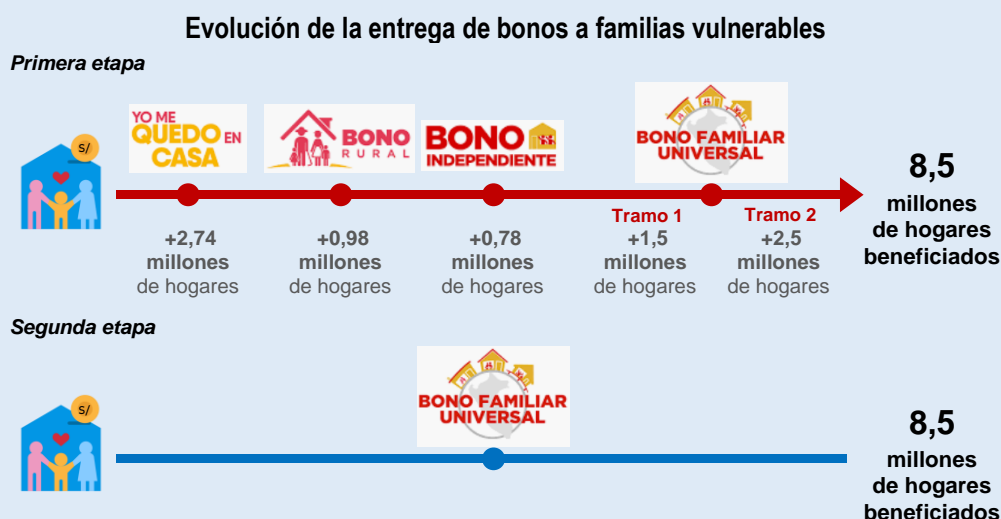 Evolución de la entrega de bonos a familias vulnerables
Primera etapa
S/
YO ME
QUEDO EN
CASA
BONO
RURAL
BONO
INDEPENDIENTE
BONO FAMILIAR
UNIVERSAL
Tramo 1
Tramo 2
+2,74
millones
de hogares
+0,98
millones
de hogares
+0,78
millones
de hogares
+1,5
millones
de hogares
+2,5
millones
de hogares
8,5
millones
de hogares
beneficiados
Segunda etapa
S/
BONO FAMILIAR
UNIVERSAL
8,5
millones
de hogares
beneficiados